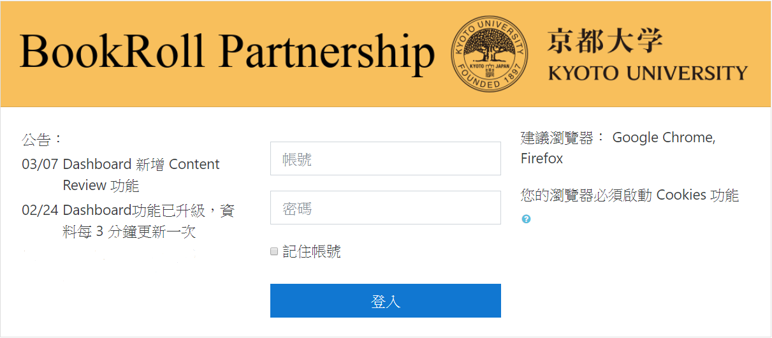 BookRoll Partnership
KYOTO UNIVERSITY
KYOTO JAPAN
FOUNDED 1897
京都大学
KYOTO UNIVERSITY
公告：
03/07 Dashboard 新增 Content
Review 功能
02/24 Dashboard功能已升級，資
料每 3 分鐘更新一次
帳號
密碼
記住帳號
登入
建議瀏覽器： Google Chrome,
Firefox
您的瀏覽器必須啟動 Cookies 功能
?